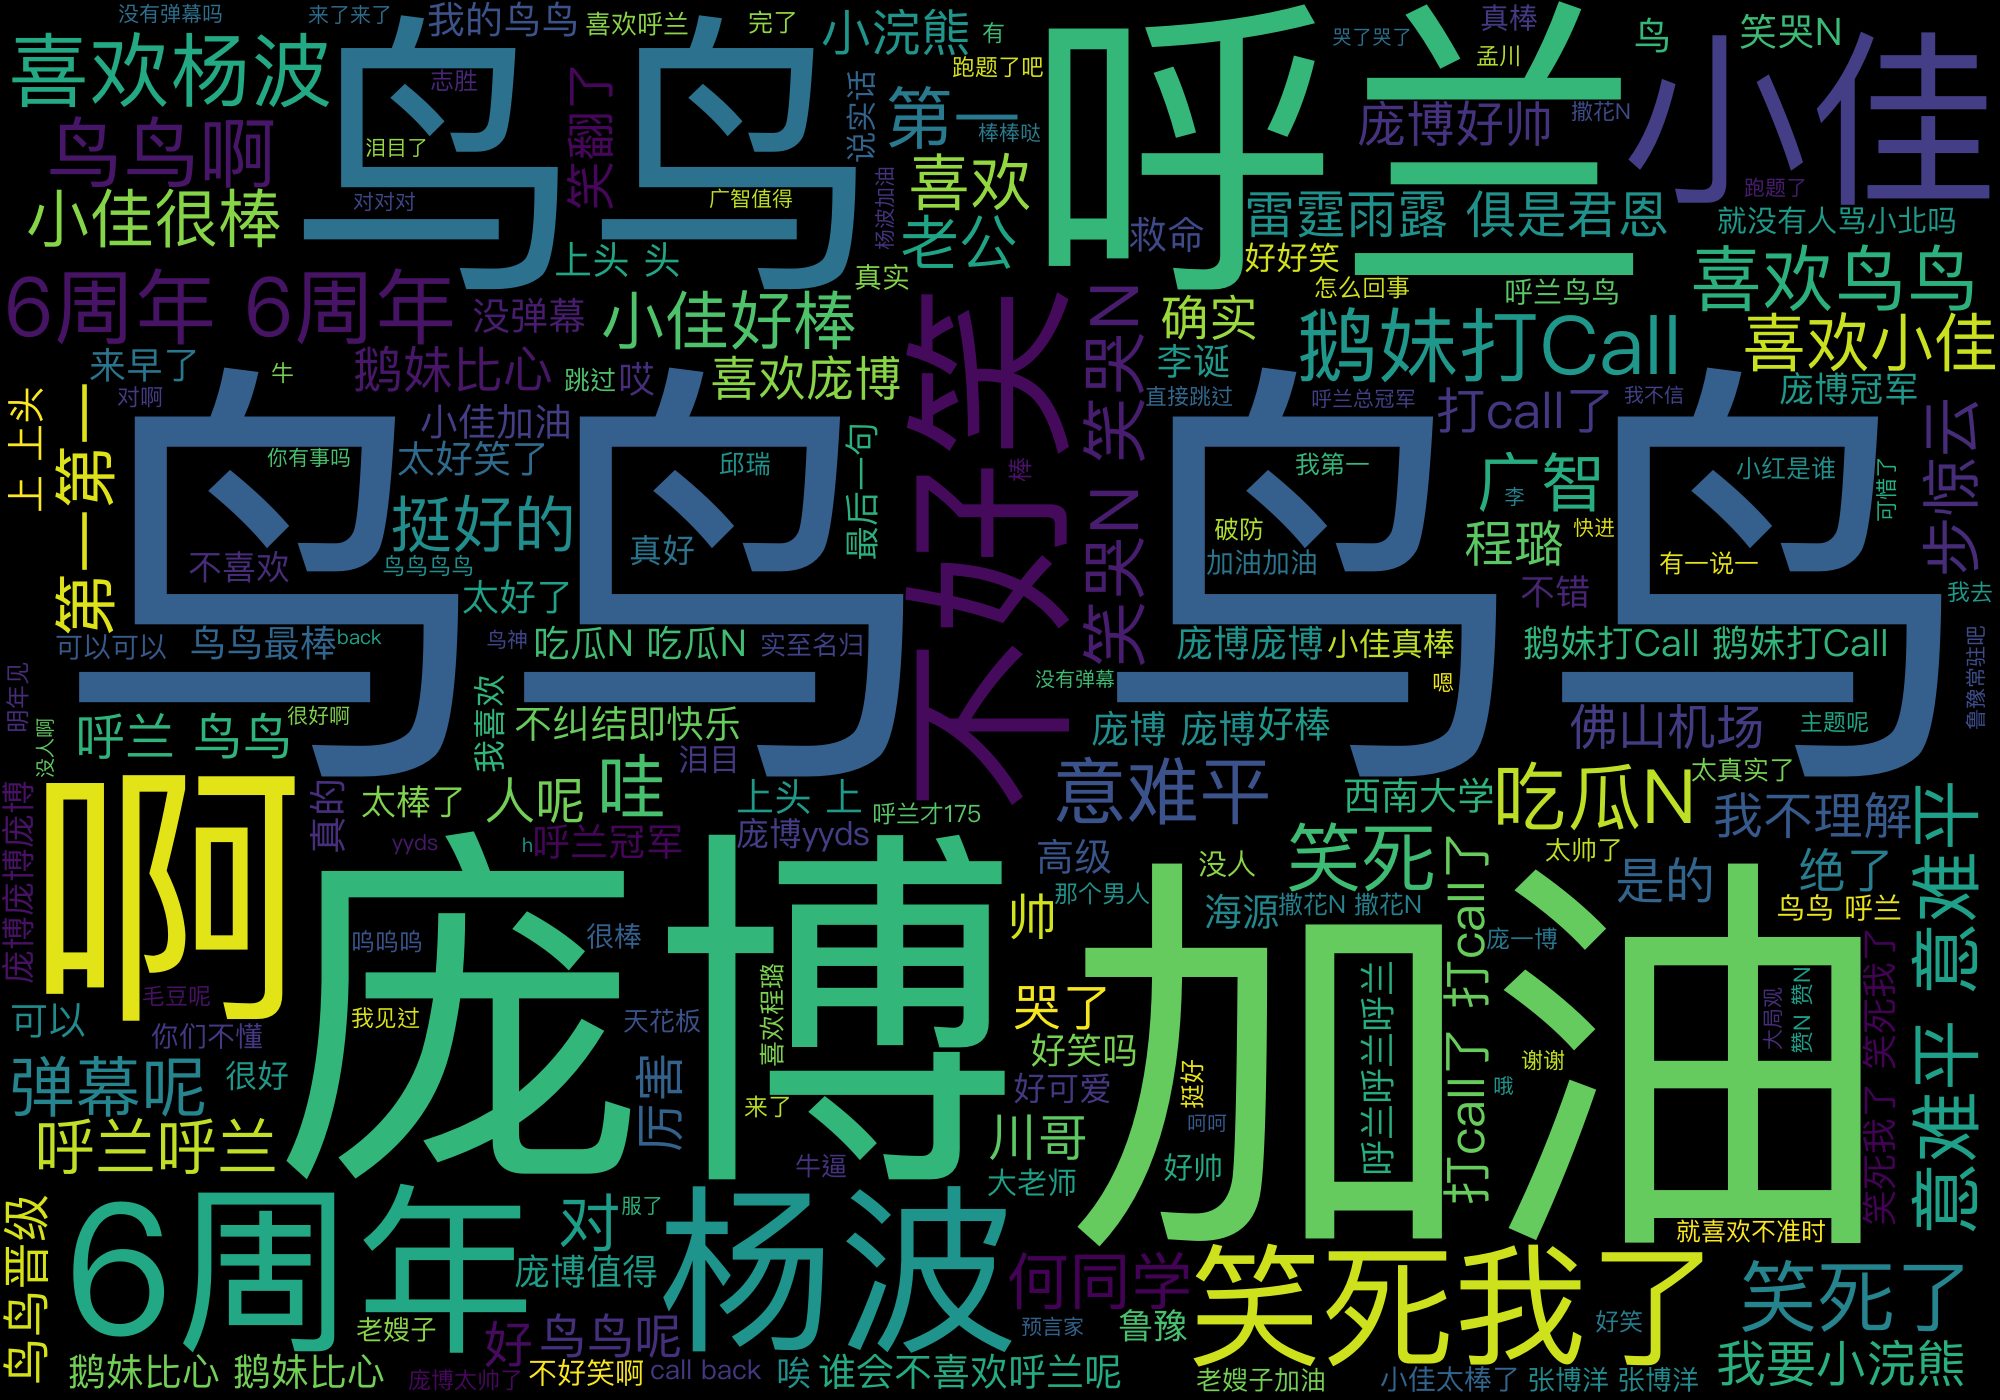 没有弹幕吗
来了来了
我的鸟鸟
喜欢呼兰
完了
小浣熊
有
呼兰
哭了哭了
真棒
孟川
鸟
笑哭N
喜欢杨波
鸟鸟
志胜
笑翻了
说实话
跑题了吧
第一
棒棒哒
庞博好帅
撒花N
小佳
鸟鸟啊
泪目了
喜欢
跑题了
小佳很棒
对对对
广智值得
杨波加油
老公
救命
雷霆雨露 俱是君恩
就没有人骂小北吗
上头 头
真实
好好笑
怎么回事
呼兰鸟鸟
喜欢鸟鸟
6周年 6周年
没弹幕
小佳好棒
不好笑
笑哭N 笑哭N
确实
鹅妹打Call
喜欢小佳
来早了
鹅妹比心
跳过
哎
喜欢庞博
李诞
庞博冠军
牛
对啊
上 上头
第一 第一
小佳加油
直接跳过
呼兰总冠军
打call了
我不信
步惊云
鸟鸟
鸟鸟
你有事吗
太好笑了
邱瑞
最后一句
棒
我第一
广智
李
小红是谁
可惜了
挺好的
破防
程璐
快进
不喜欢
鸟鸟鸟鸟
真好
加油加油
有一说一
太好了
不错
我去
可以可以
鸟鸟最棒
back
鸟神
吃瓜N 吃瓜N
实至名归
庞博庞博
小佳真棒
鹅妹打Call 鹅妹打Call
鲁豫常驻吧
明年见
没有弹幕
嗯
没人啊
呼兰 鸟鸟
很好啊
我喜欢
不纠结即快乐
庞博 庞博好棒
佛山机场
主题呢
泪目
啊
真的
太棒了
人呢
哇
上头 上
呼兰才175
意难平
西南大学
吃瓜N
太真实了
我不理解
意难平 意难平
庞博庞博庞博
yyds
h
呼兰冠军
庞博yyds
高级
没人
笑死
太帅了
是的
绝了
庞博
加油
呜呜呜
很棒
帅
那个男人
海源
撒花N 撒花N
打call了 打call了
庞一博
鸟鸟 呼兰
毛豆呢
我见过
天花板
喜欢程璐
哭了
呼兰呼兰呼兰
大局观
赞N 赞N
笑死我了 笑死我了
可以
你们不懂
弹幕呢
很好
厉害
来了
好笑吗
好可爱
挺好
哦
谢谢
呼兰呼兰
牛逼
川哥
呵呵
大老师
好帅
鸟鸟晋级
6周年
对
服了
杨波
庞博值得
何同学
笑死我了
就喜欢不准时
笑死了
老嫂子
好
鸟鸟呢
预言家
鲁豫
好笑
鹅妹比心 鹅妹比心
庞博太帅了
不好笑啊
call back
唉
谁会不喜欢呼兰呢
老嫂子加油
小佳太棒了
张博洋 张博洋
我要小浣熊